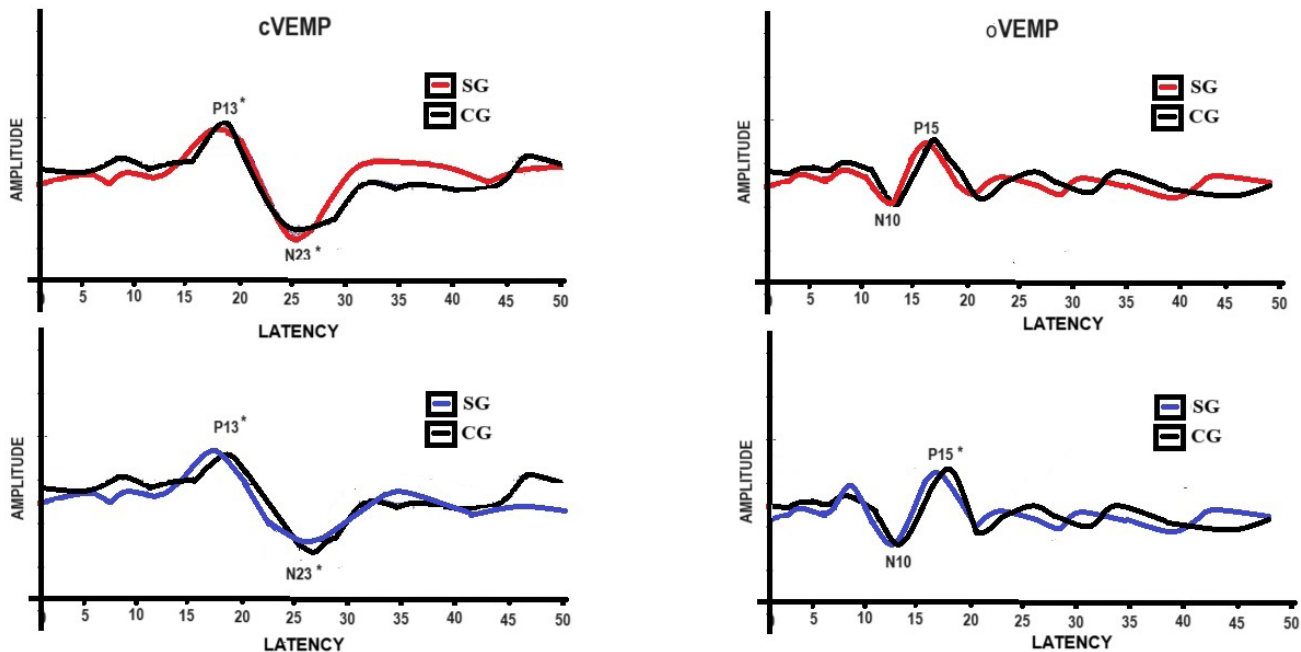 cVEMP
SG
CG
P13 *
N23 *
AMPLITUDE
5 10 15 20 25 30 35 40 45 50
LATENCY
oVEMP
SG
CG
P15
N10
AMPLITUDE
0 5 10 15 20 25 30 35 40 45 50
LATENCY
SG
CG
P13 *
N23 *
AMPLITUDE
0 5 10 15 20 25 30 35 40 45 50
LATENCY
SG
CG
P15 *
N10
AMPLITUDE
0 5 10 15 20 25 30 35 40 45 50
LATENCY